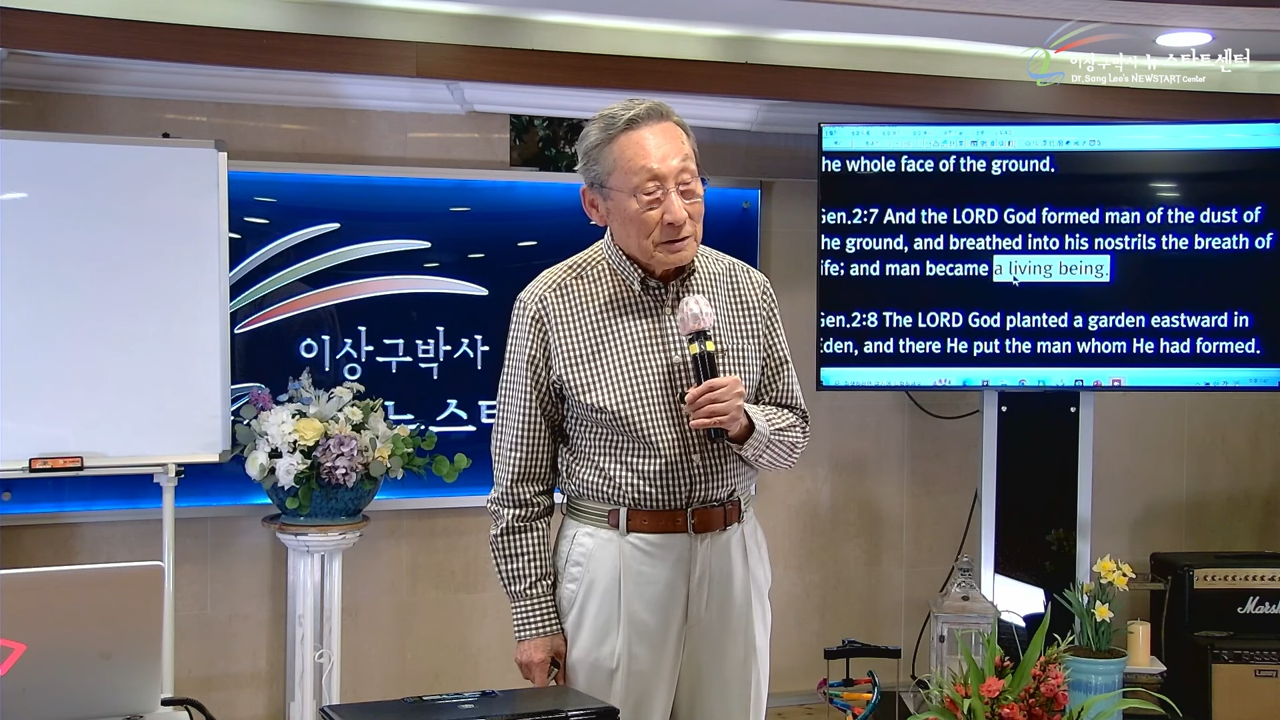 이상구박사 뉴스타트센터
Dr. Sang Lee's NEWSTART Center
he whole face of the ground.
Gen.2:7 And the LORD God formed man of the dust of
he ground, and breathed into his nostrils the breath of
ife; and man became a living being.
Gen.2:8 The LORD God planted a garden eastward in
Eden, and there He put the man whom He had formed.
이상구박사
뉴스타
Marsh
Laney